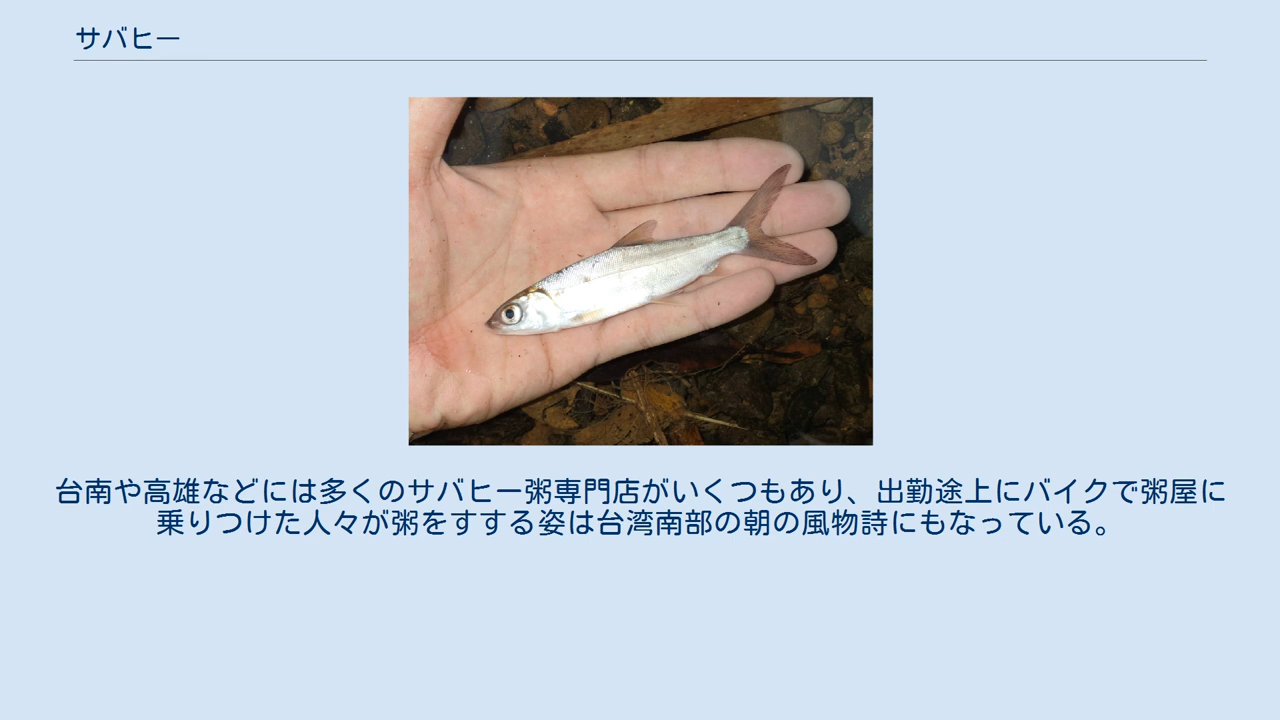 サバヒー
台南や高雄などには多くのサバヒー粥専門店がいくつもあり、出勤途上にバイクで粥屋に
乗りつけた人々が粥をすする姿は台湾南部の朝の風物詩にもなっている。